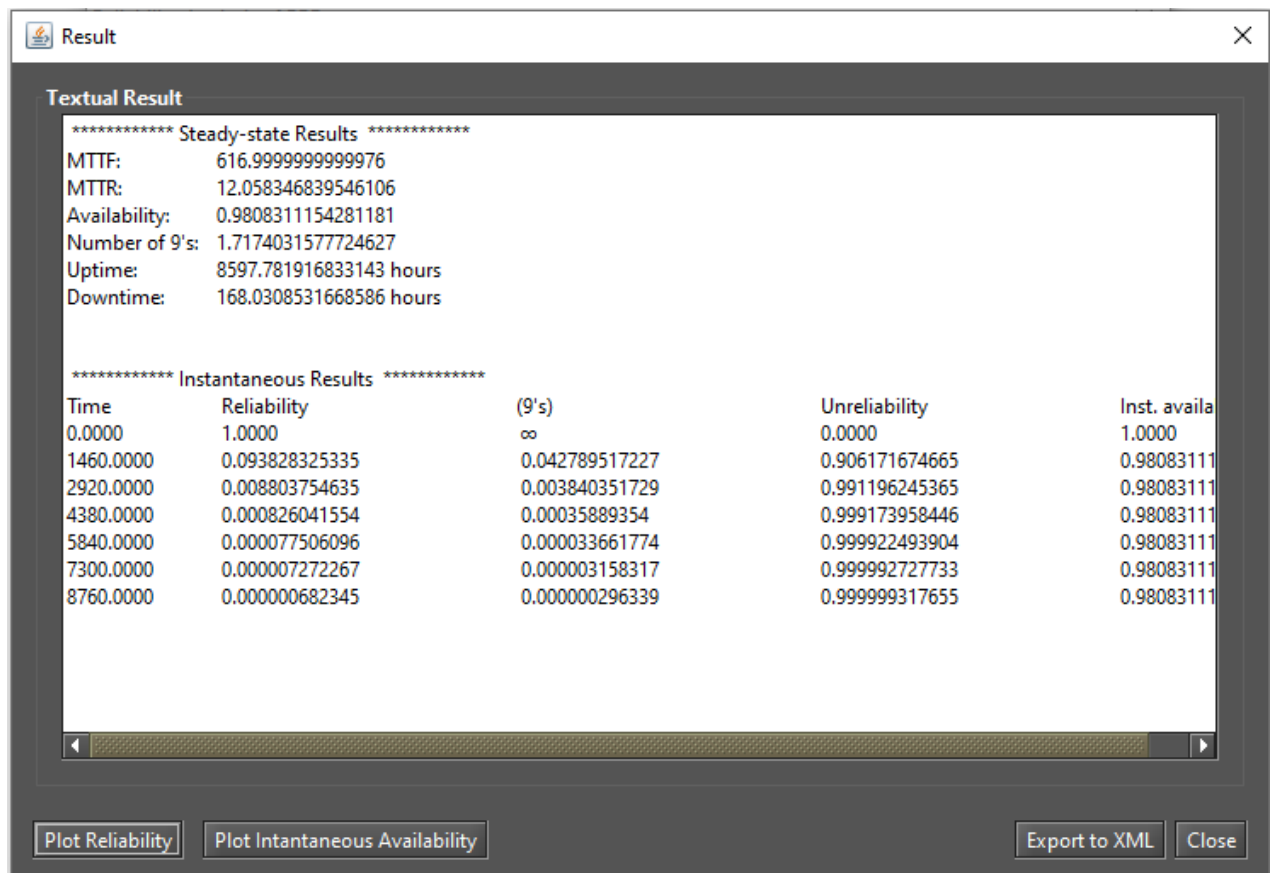 Result
Textual Result
************ Steady-state Results ************
MTTF: 616.9999999999976
MTTR: 12.058346839546106
Availability: 0.9808311154281181
Number of 9's: 1.7174031577724627
Uptime: 8597.781916833143 hours
Downtime: 168.0308531668586 hours
************ Instantaneous Results ************
Time Reliability (9's) Unreliability Inst. availa
0.0000 1.0000 ∞ 0.0000 1.0000
1460.0000 0.093828325335 0.042789517227 0.906171674665 0.98083111
2920.0000 0.008803754635 0.003840351729 0.991196245365 0.98083111
4380.0000 0.000826041554 0.00035889354 0.999173958446 0.98083111
5840.0000 0.000077506096 0.000033661774 0.999922493904 0.98083111
7300.0000 0.000007272267 0.000003158317 0.999992727733 0.98083111
8760.0000 0.000000682345 0.000000296339 0.999999317655 0.98083111
Plot Reliability Plot Intantaneous Availability Export to XML Close